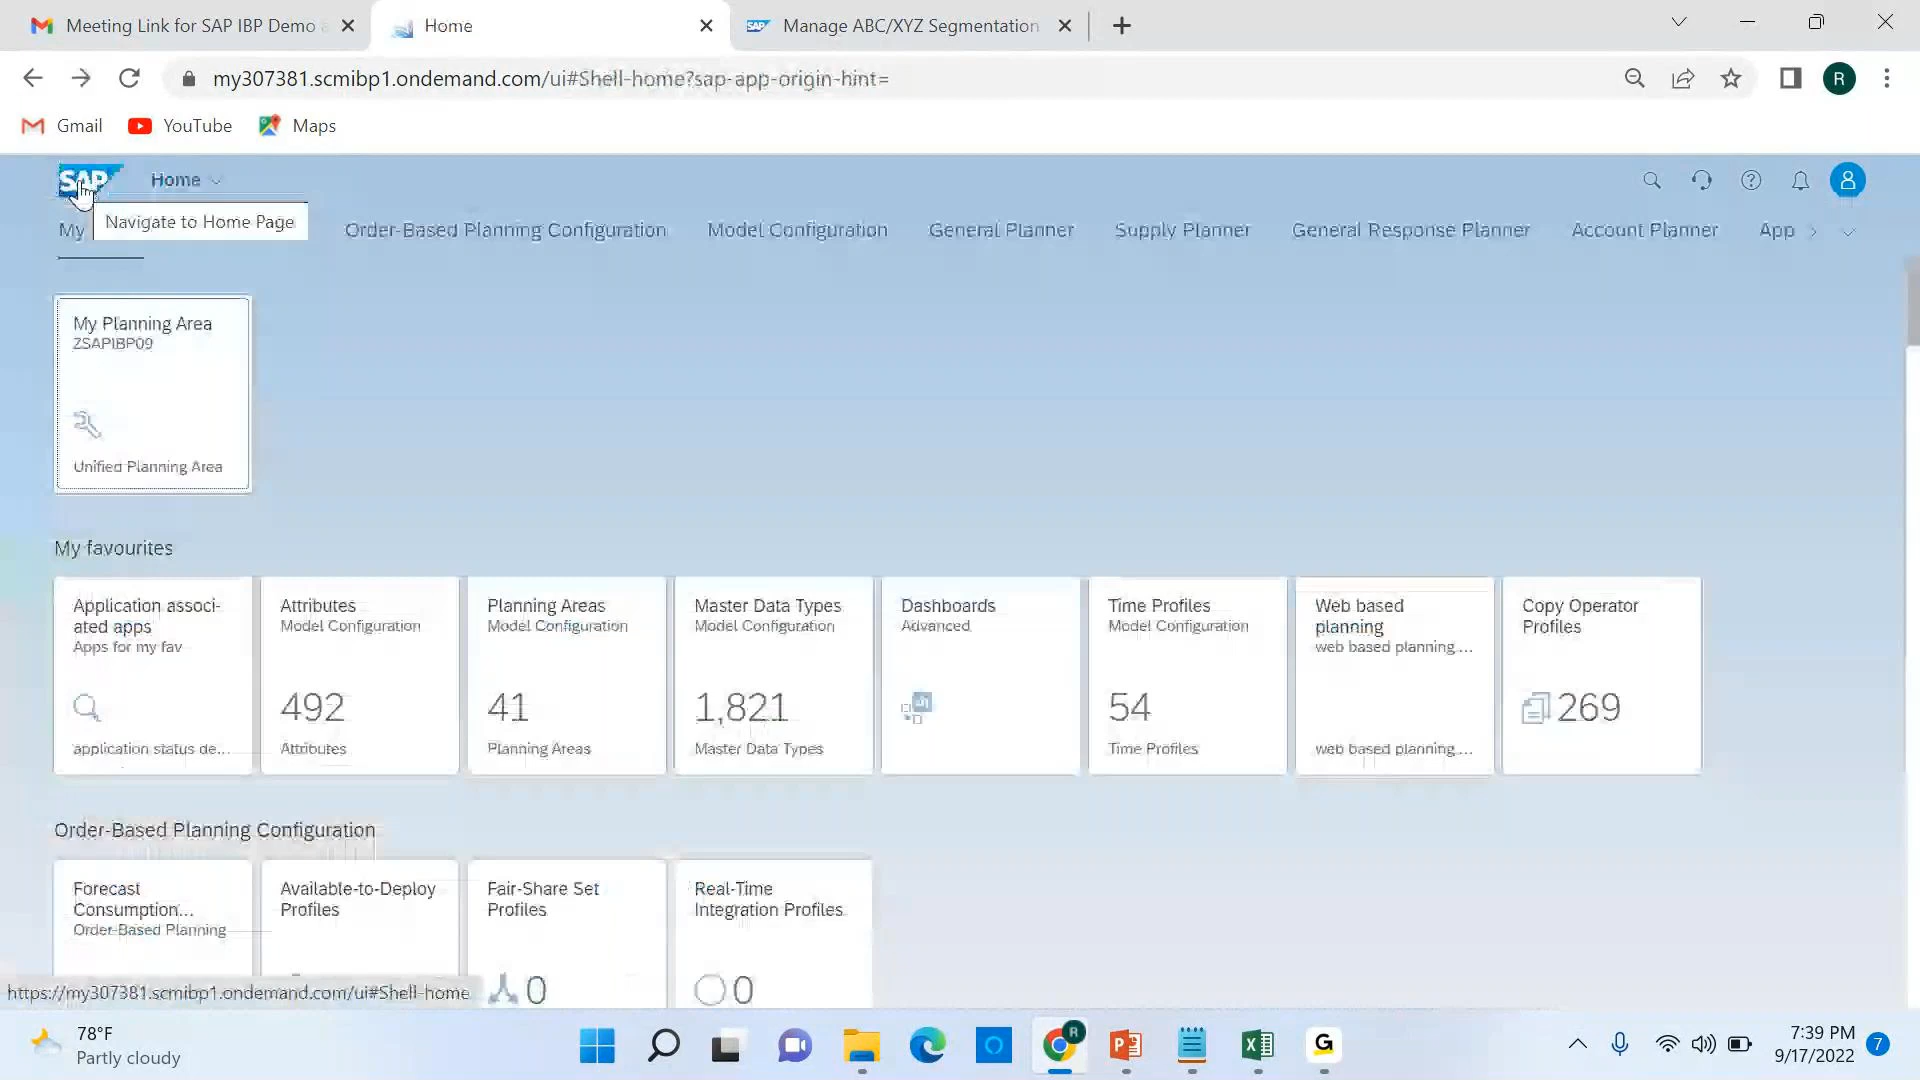 Meeting Link for SAP IBP Demo a
Home
SAP Manage ABC/XYZ Segmentation
my307381.scmibp1.ondemand.com/ui#Shell-home?sap-app-origin-hint=
R
Gmail
YouTube
Maps
SAP
Home
Navigate to Home Page
My
Order-Based Planning Configuration
Model Configuration
General Planner
Supply Planner
General Response Planner
Account Planner
App
My Planning Area
ZSAPIBP09
Unified Planning Area
My favourites
Application associ-
ated apps
Apps for my fav
application status de...
Attributes
Model Configuration
492
Attributes
Planning Areas
Model Configuration
41
Planning Areas
Master Data Types
Model Configuration
1,821
Master Data Types
Dashboards
Advanced
Time Profiles
Model Configuration
54
Time Profiles
Web based
planning
web based planning ...
web based planning ...
Copy Operator
Profiles
269
Order-Based Planning Configuration
Forecast
Consumption...
Order-Based Planning
Available-to-Deploy
Profiles
Fair-Share Set
Profiles
0
Real-Time
Integration Profiles
0
https://my307381.scmibp1.ondemand.com/ui#Shell-home
78°F
Partly cloudy
R
G
7:39 PM
9/17/2022
7